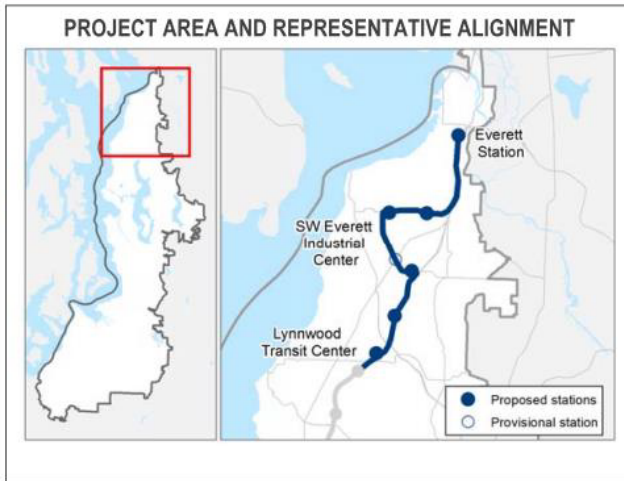 PROJECT AREA AND REPRESENTATIVE ALIGNMENT
Everett
Station
SW Everett
Industrial
Center
Lynnwood
Transit Center
Proposed stations
Provisional station